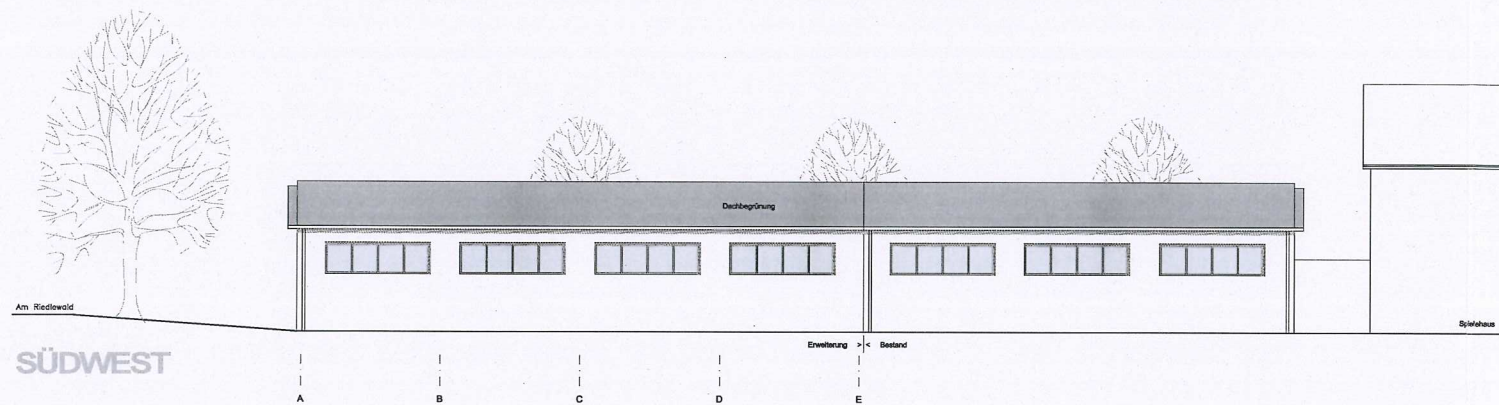 Dachbegrünung
Am Riedlewald
Spielehaus
Erweiterung > < Bestand
SÜDWEST
A B C D E